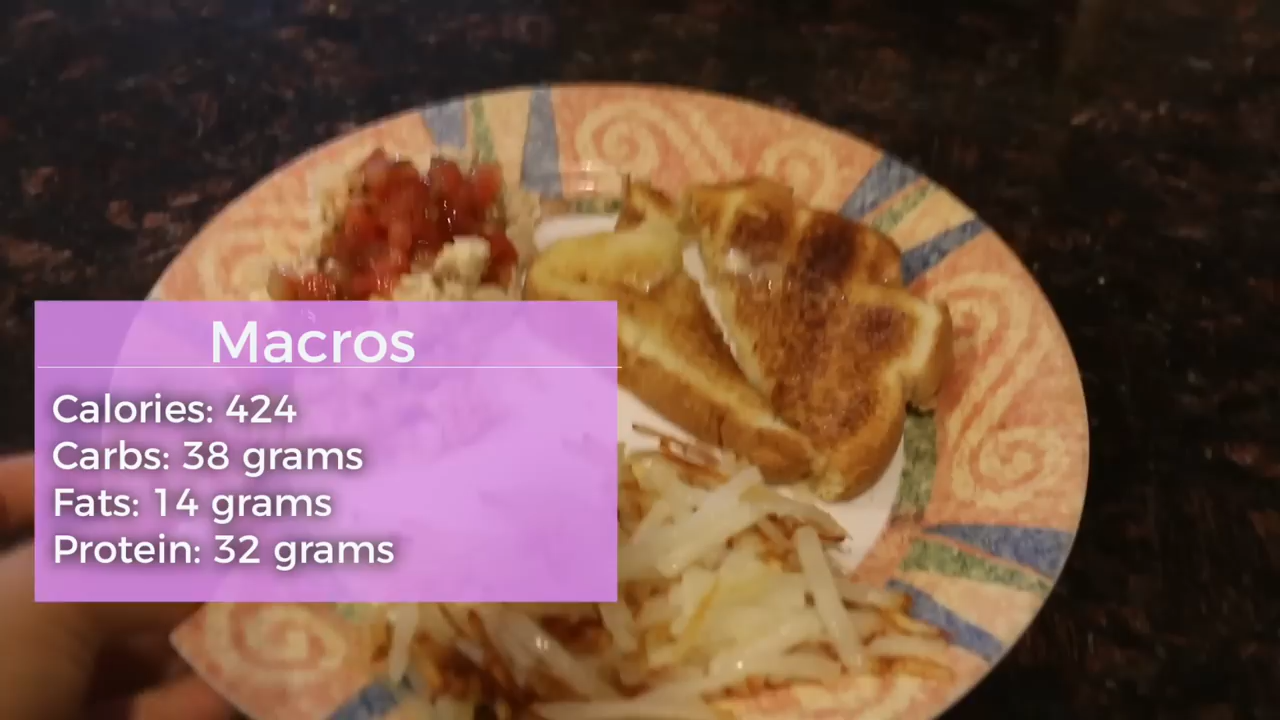 Macros
Calories: 424
Carbs: 38 grams
Fats: 14 grams
Protein: 32 grams